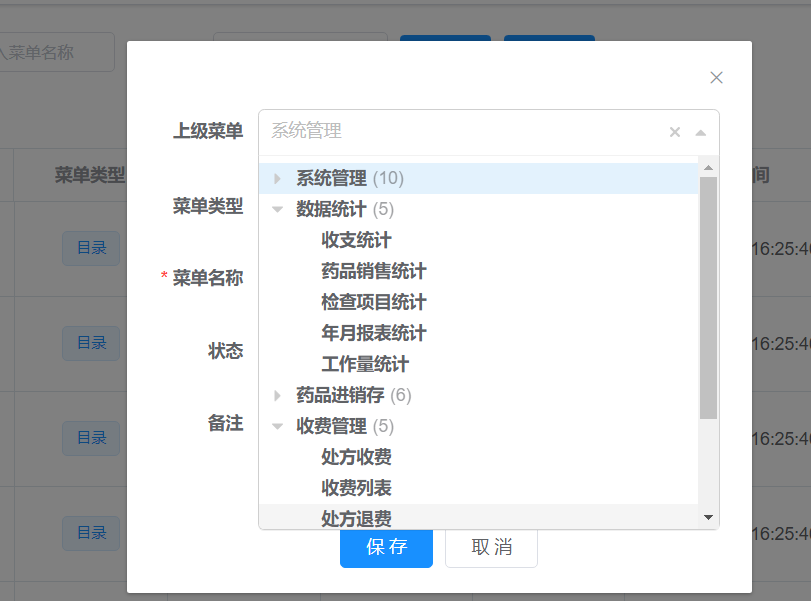 入菜单名称
上级菜单
系统管理
菜单类型
间
系统管理 (10)
菜单类型
数据统计 (5)
目录
收支统计
16:25:46
药品销售统计
* 菜单名称
检查项目统计
年月报表统计
目录
16:25:46
状态
工作量统计
药品进销存 (6)
备注
收费管理 (5)
目录
16:25:46
处方收费
收费列表
处方退费
目录
16:25:46
保存
取消